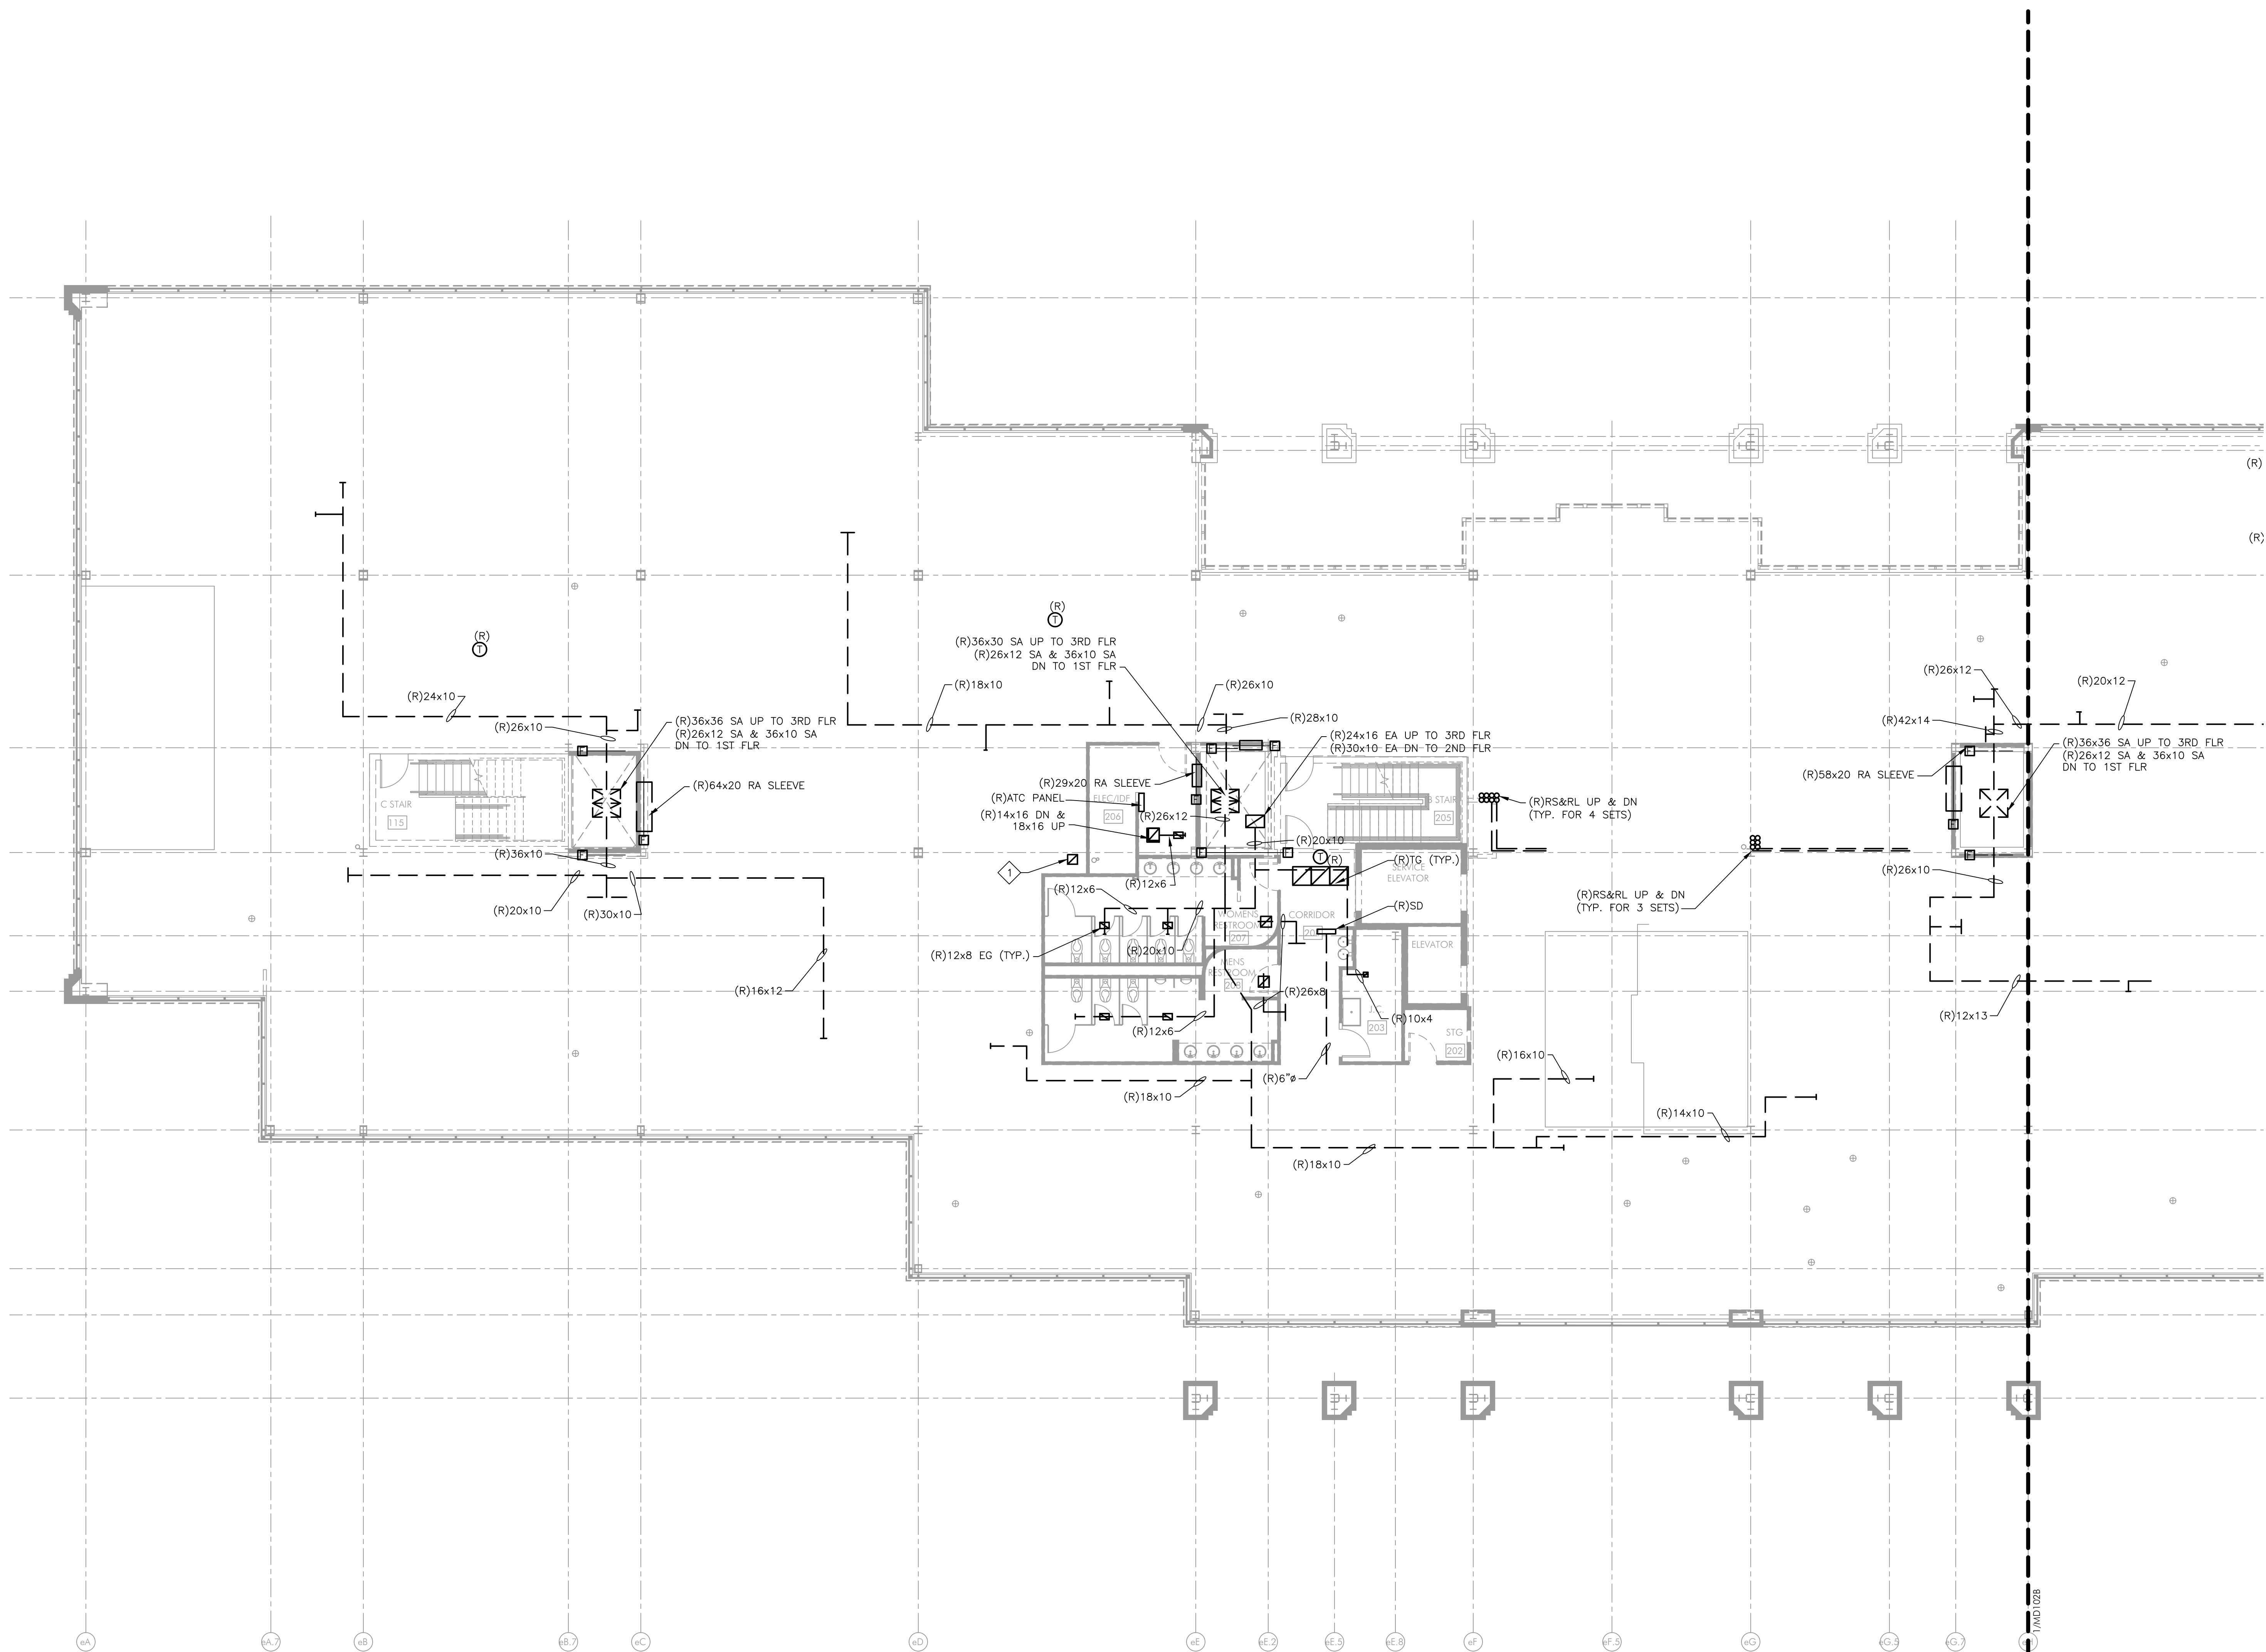 (R)
(R)
(R)
(T)
(R)
(T)
(R)36x30 SA UP TO 3RD FLR
(R)26x12 SA & 36x10 SA
DN TO 1ST FLR
(R)24x10
(R)26x10
(R)36x36 SA UP TO 3RD FLR
(R)26x12 SA & 36x10 SA
DN TO 1ST FLR
(R)64x20 RA SLEEVE
C STAIR
115
(R)36x10
(R)20x10
(R)30x10
(R)16x12
(R)18x10
(R)26x10
(R)28x10
(R)24x16 EA UP TO 3RD FLR
(R)30x10 EA DN TO 2ND FLR
(R)29x20 RA SLEEVE
(R)ATC PANEL
ELEC/IDF
206
(R)14x16 DN &
18x16 UP
(R)26x12
(R)20x10
B STAIR
205
(R)RS&RL UP & DN
(TYP. FOR 4 SETS)
1
(R)12x6
(R)12x6
T
(R)
(R)TG (TYP.)
SERVICE
ELEVATOR
(R)SD
WOMENS
RESTROOM
207
CORRIDOR
(R)20x10
(R)12x8 EG (TYP.)
ELEVATOR
MENS
RESTROOM
208
(R)26x8
(R)12x6
(R)10x4
J.C.
203
STG
202
(R)6"ø
(R)18x10
(R)16x10
(R)14x10
(R)18x10
(R)RS&RL UP & DN
(TYP. FOR 3 SETS)
(R)26x12
(R)20x12
(R)42x14
(R)36x36 SA UP TO 3RD FLR
(R)26x12 SA & 36x10 SA
DN TO 1ST FLR
(R)58x20 RA SLEEVE
(R)26x10
(R)12x13
1/MD102B
eA
eA.7
eB
eB.7
eC
eD
eE
eE.2
eE.5
eE.8
eF
eF.5
eG
eG.5
eG.7